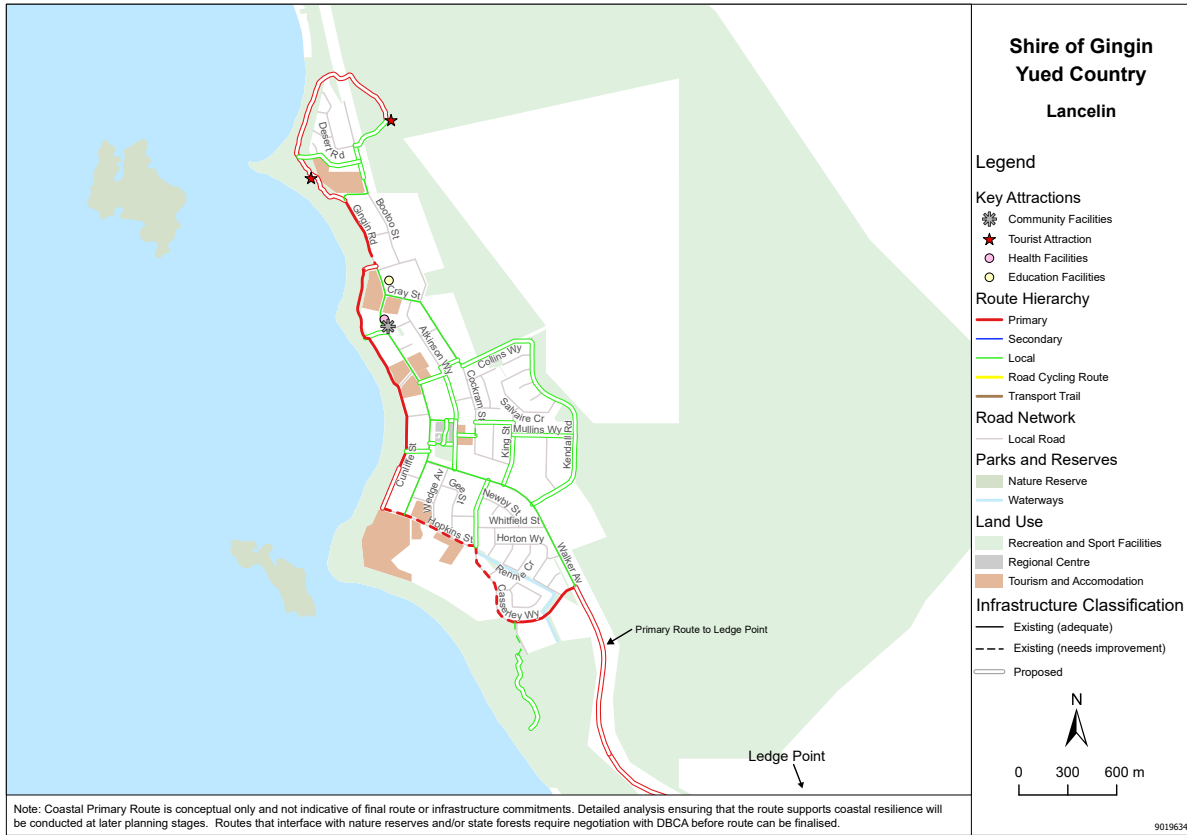 Shire of Gingin
Yued Country
Lancelin
Legend
Key Attractions
Community Facilities
Tourist Attraction
Health Facilities
Education Facilities
Route Hierarchy
Primary
Secondary
Local
Road Cycling Route
Transport Trail
Road Network
Local Road
Parks and Reserves
Nature Reserve
Waterways
Land Use
Recreation and Sport Facilities
Regional Centre
Tourism and Accomodation
Infrastructure Classification
Existing (adequate)
Existing (needs improvement)
Proposed
N
0 300 600 m
Desert Rd
Bootoo St
Gingin Rd
Cray St
Atkinson Wy
Collins Wy
Cockram St
Salvaire Cr
Mullins Wy
King St
Kendall Rd
Cunliffe St
Wedge Av
Gee St
Newby St
Hopkins St
Whitfield St
Horton Wy
Walker Av
Rennie Cr
Casserley Wy
Primary Route to Ledge Point
Ledge Point
Note: Coastal Primary Route is conceptual only and not indicative of final route or infrastructure commitments. Detailed analysis ensuring that the route supports coastal resilience will
be conducted at later planning stages. Routes that interface with nature reserves and/or state forests require negotiation with DBCA before route can be finalised.
9019634